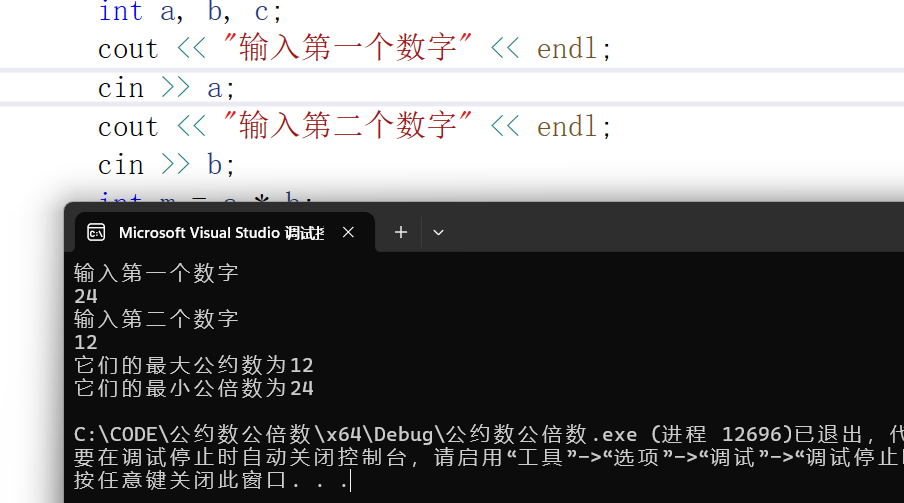 int a, b, c;
cout << "输入第一个数字" << endl;
cin >> a;
cout << "输入第二个数字" << endl;
cin >> b;
int m = a * b;
Microsoft Visual Studio 调试
输入第一个数字
24
输入第二个数字
12
它们的最大公约数为12
它们的最小公倍数为24
C:\CODE\公约数公倍数\x64\Debug\公约数公倍数.exe (进程 12696)已退出，代
要在调试停止时自动关闭控制台，请启用“工具”->“选项”->“调试”->“调试停止
按任意键关闭此窗口. . .